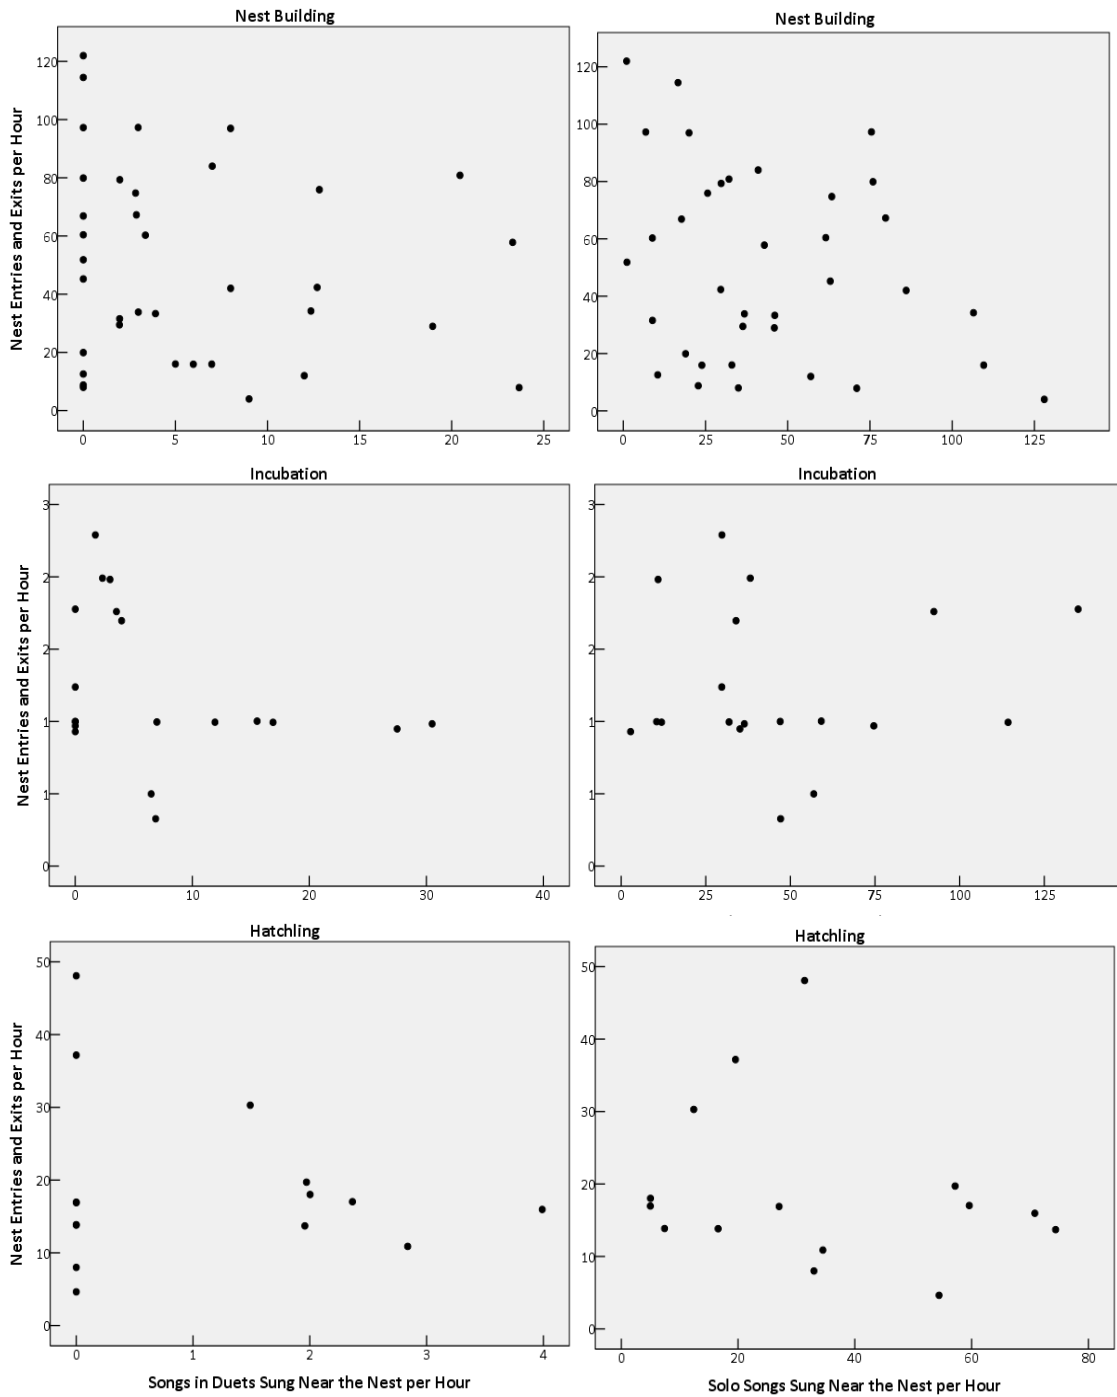 Nest Building
Nest Entries and Exits per Hour
120
100
80
60
40
20
0
0 5 10 15 20 25
Nest Building
120
100
80
60
40
20
0
0 25 50 75 100 125
Incubation
Nest Entries and Exits per Hour
3
2
2
1
1
0
0 10 20 30 40
Incubation
3
2
2
1
1
0
0 25 50 75 100 125
Hatchling
Nest Entries and Exits per Hour
50
40
30
20
10
0
0 1 2 3 4
Songs in Duets Sung Near the Nest per Hour
Hatchling
50
40
30
20
10
0
0 20 40 60 80
Solo Songs Sung Near the Nest per Hour